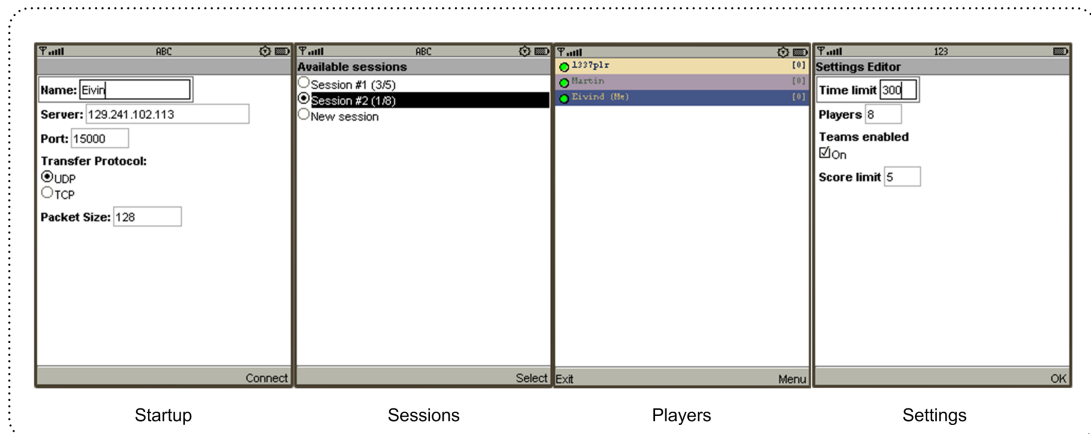 ABC
Name: Eivin
Server: 129.241.102.113
Port: 15000
Transfer Protocol:
UDP
TCP
Packet Size: 128
Connect
Startup
ABC
Available sessions
Session #1 (3/5)
Session #2 (1/8)
New session
Select
Sessions
1337plr [0]
Martin [0]
Eivind (Me) [0]
Exit Menu
Players
123
Settings Editor
Time limit 300
Players 8
Teams enabled
On
Score limit 5
OK
Settings